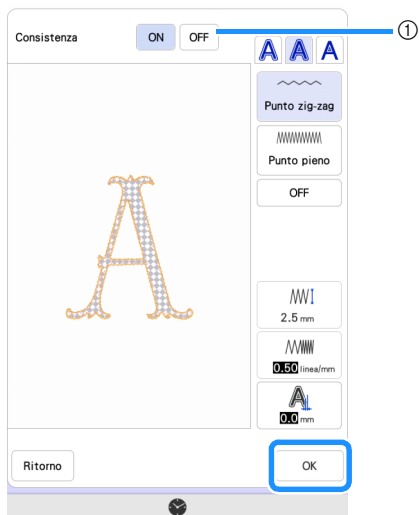 Consistenza
ON
OFF
①
A A A
Punto zig-zag
Punto pieno
OFF
A
2.5 mm
0.50 linea/mm
A
0.0 mm
Ritorno
OK